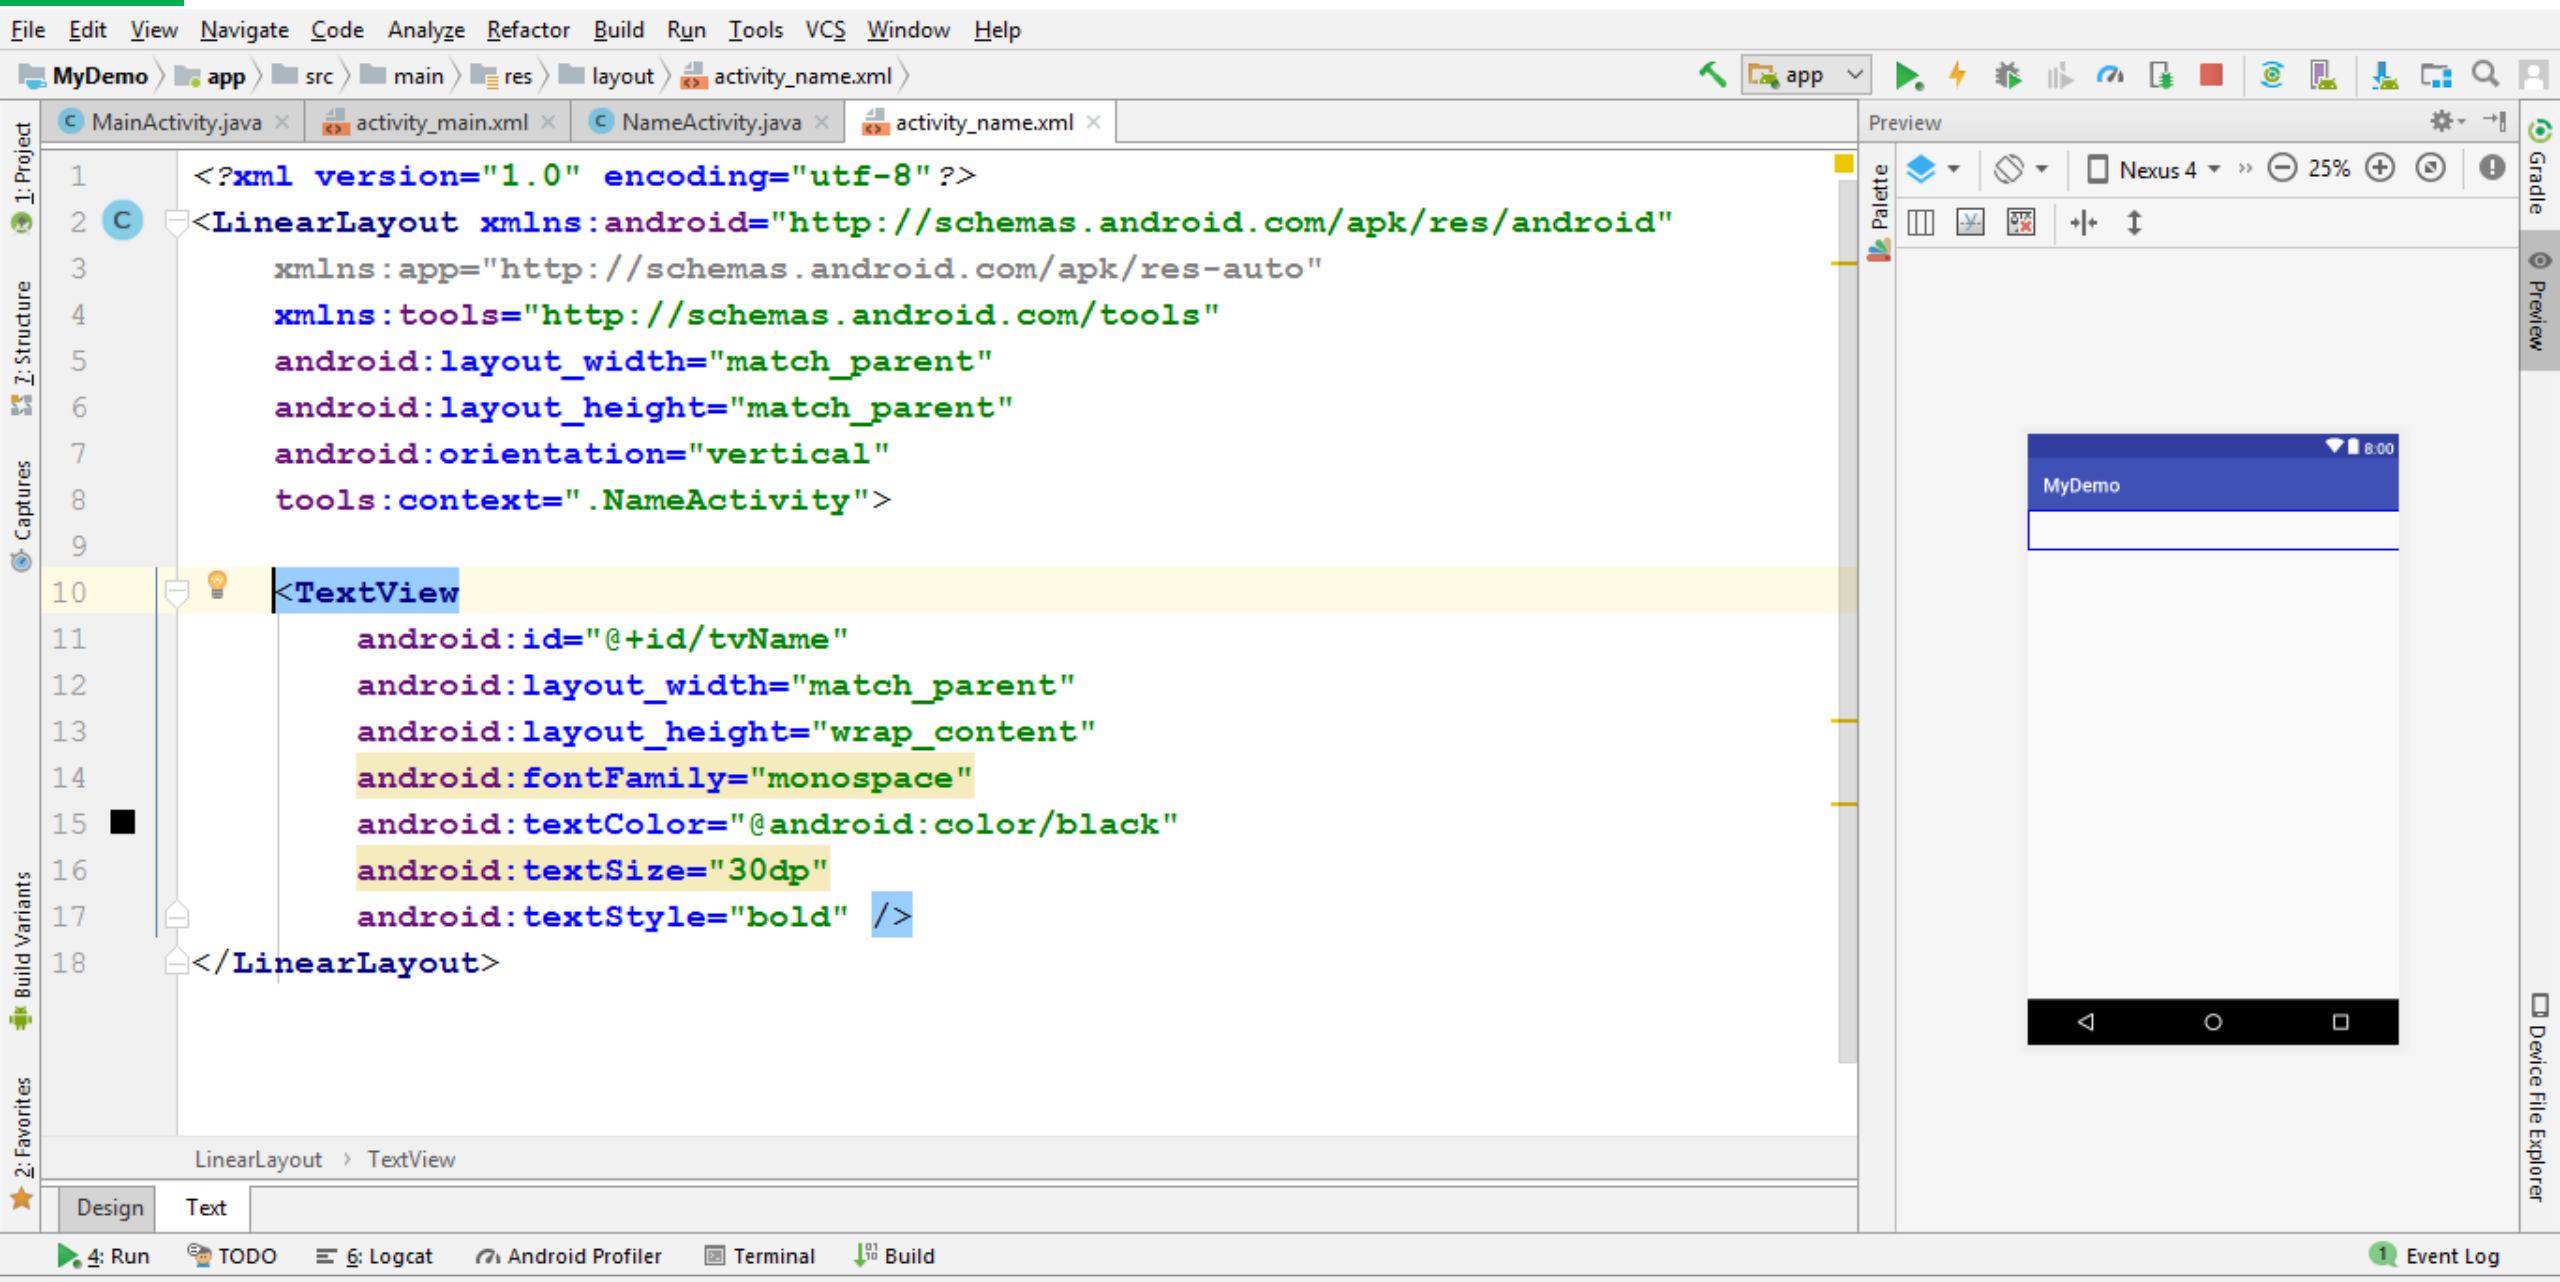 File Edit View Navigate Code Analyze Refactor Build Run Tools VCS Window Help
MyDemo app src main res layout activity_name.xml app
MainActivity.java activity_main.xml NameActivity.java activity_name.xml
Preview
Nexus 4 » 25%
1 <?xml version="1.0" encoding="utf-8"?>
2 C <LinearLayout xmlns:android="http://schemas.android.com/apk/res/android"
3 xmlns:app="http://schemas.android.com/apk/res-auto"
4 xmlns:tools="http://schemas.android.com/tools"
5 android:layout_width="match_parent"
6 android:layout_height="match_parent"
7 android:orientation="vertical"
8 tools:context=".NameActivity">
9
10 <TextView
11 android:id="@+id/tvName"
12 android:layout_width="match_parent"
13 android:layout_height="wrap_content"
14 android:fontFamily="monospace"
15 android:textColor="@android:color/black"
16 android:textSize="30dp"
17 android:textStyle="bold" />
18 </LinearLayout>
LinearLayout › TextView
Design Text
1: Project
7: Structure
Captures
Build Variants
2: Favorites
Palette
8:00
MyDemo
Gradle
Preview
Device File Explorer
4: Run TODO 6: Logcat Android Profiler Terminal Build
1 Event Log